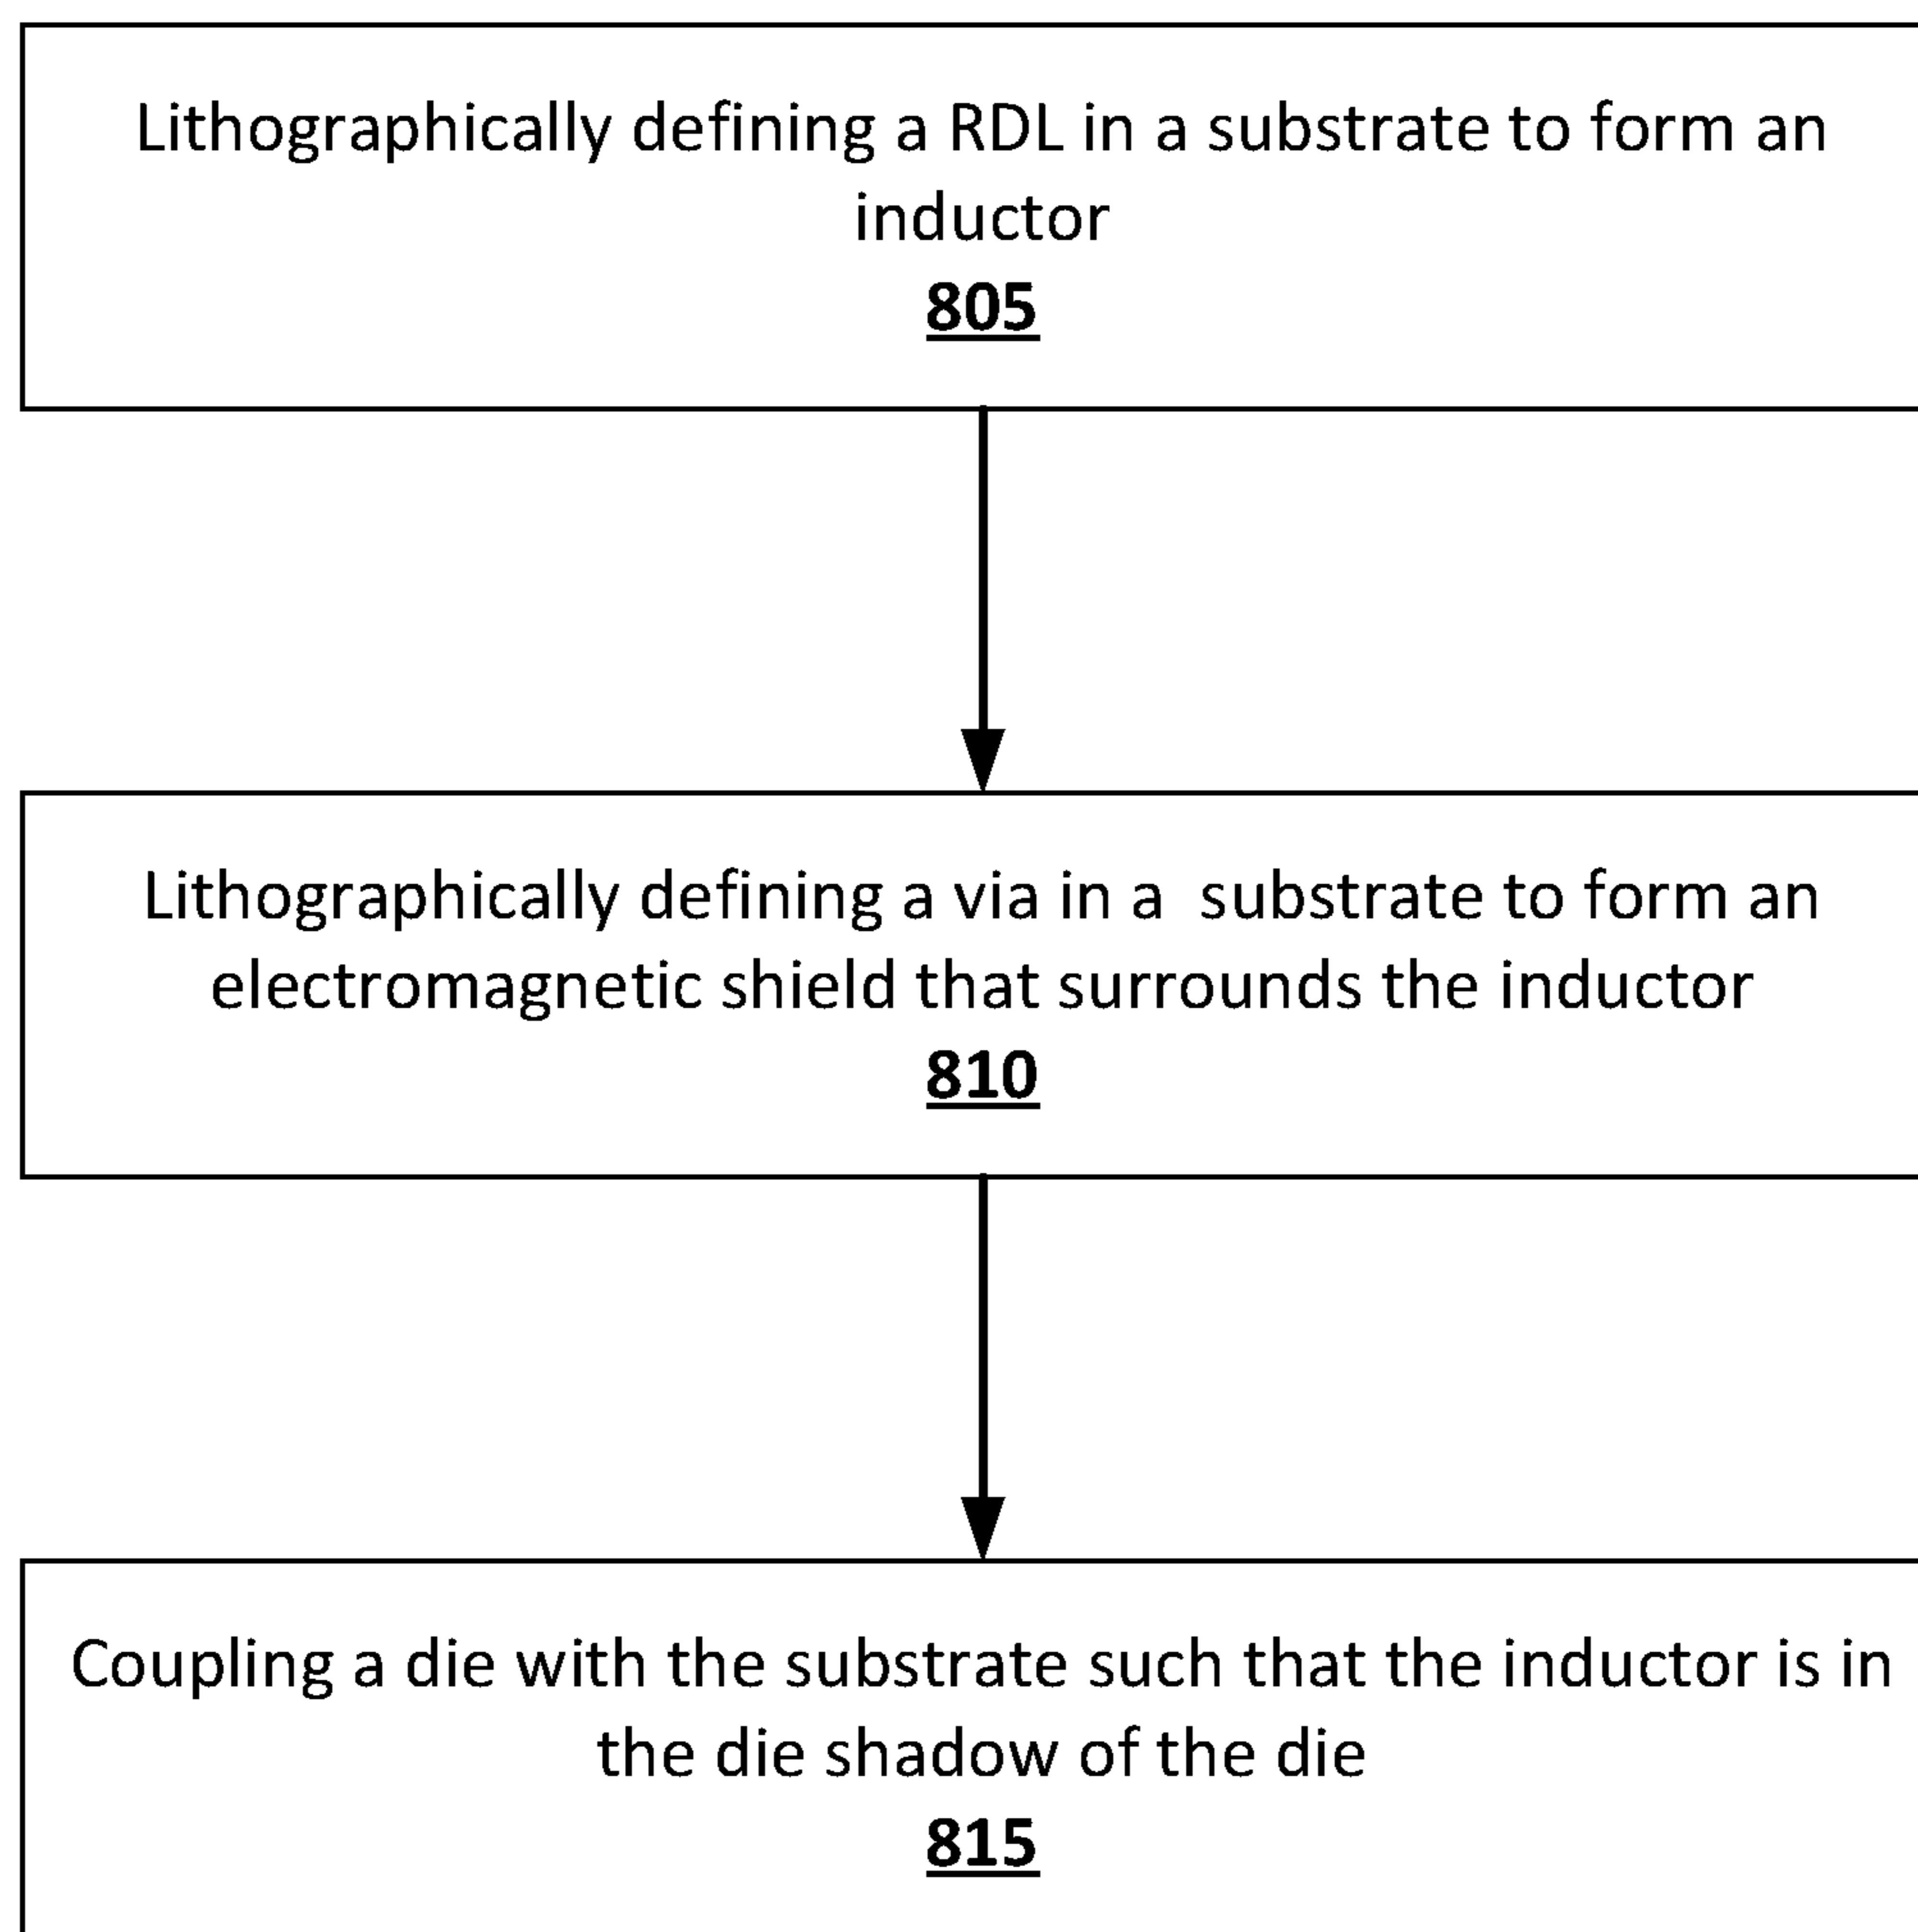 Lithographically defining a RDL in a substrate to form an
inductor
805
Lithographically defining a via in a  substrate to form an
electromagnetic shield that surrounds the inductor
810
Coupling a die with the substrate such that the inductor is in
the die shadow of the die
815